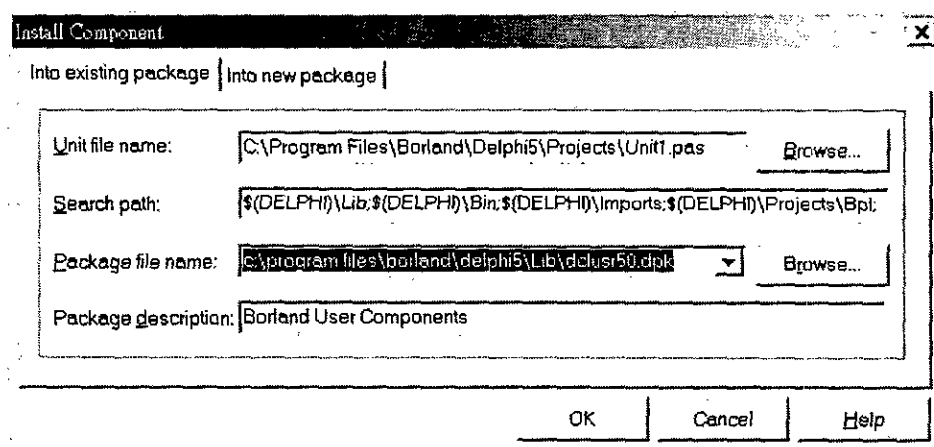 Install Component
Into existing package Into new package
Unit file name: C:\Program Files\Borland\Delphi5\Projects\Unit1.pas Browse...
Search path: $(DELPHI)\Lib;$(DELPHI)\Bin;$(DELPHI)\Imports;$(DELPHI)\Projects\Bpl;
Package file name: c:\program files\borland\delphi5\Lib\dclusr50.dpk Browse...
Package description: Borland User Components
OK Cancel Help